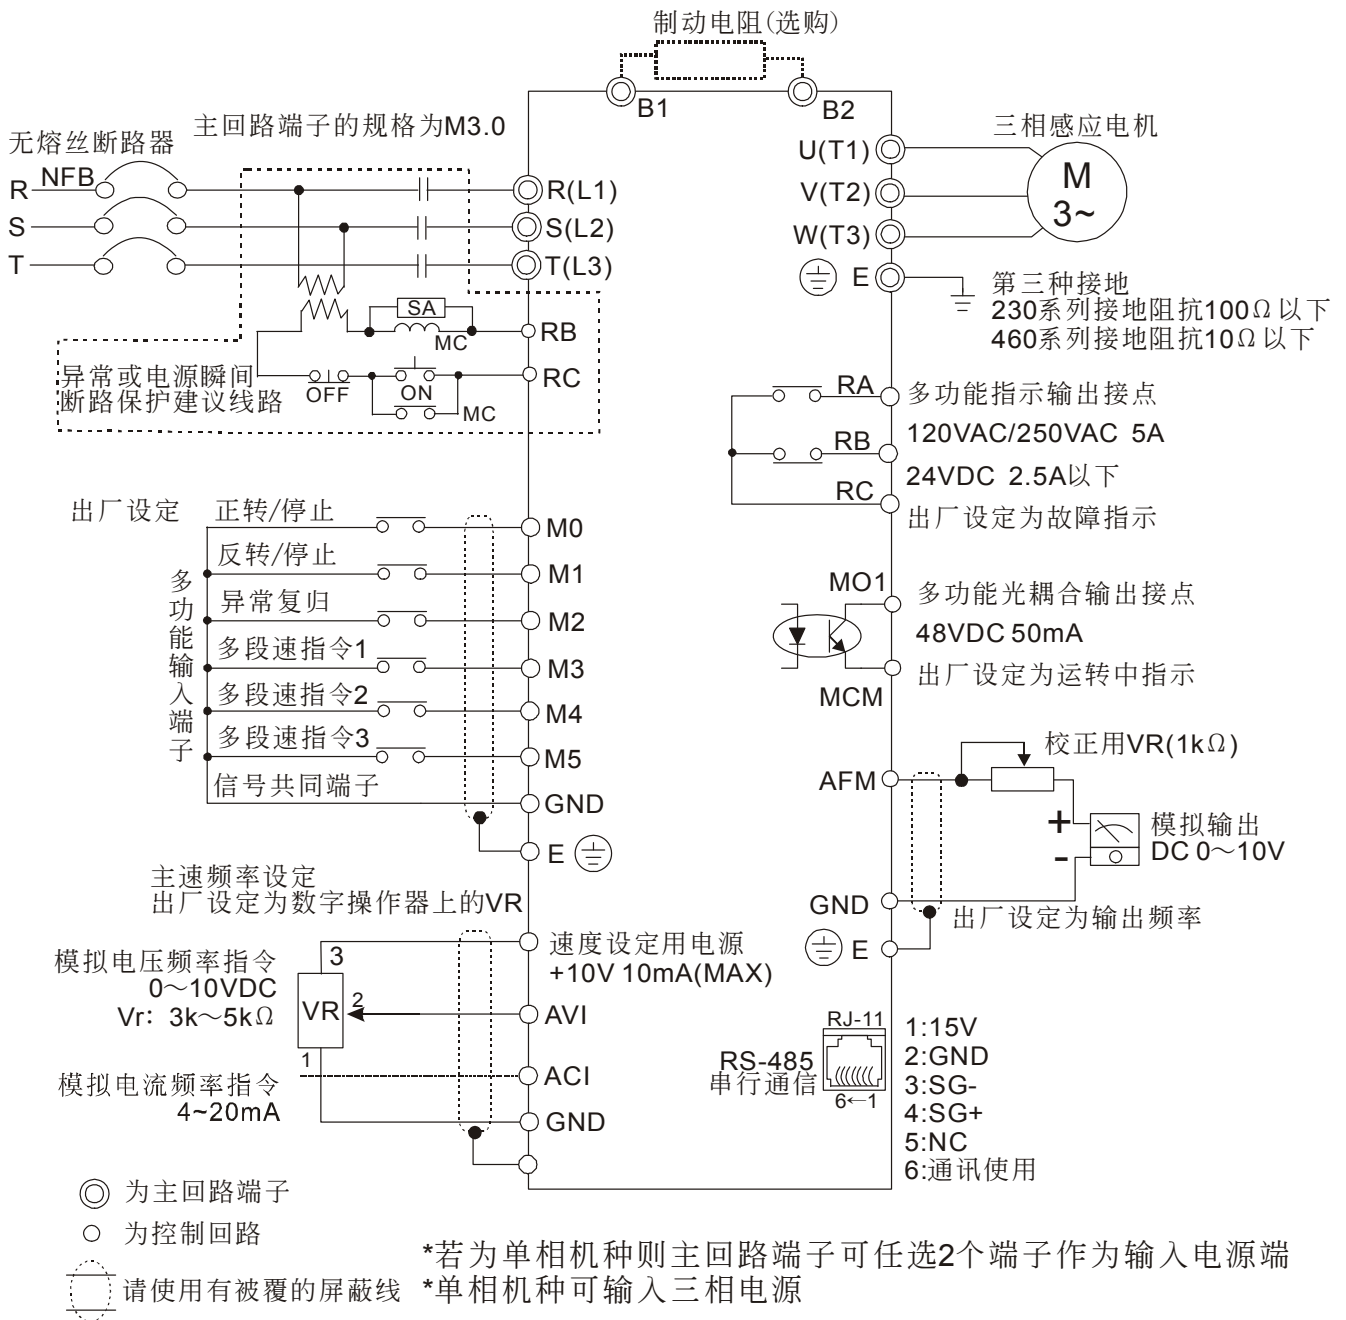 制动电阻(选购)
B1
B2
主回路端子的规格为M3.0
无熔丝断路器
NFB
R
S
T
R(L1)
S(L2)
T(L3)
SA
MC
RB
RC
OFF
ON
MC
异常或电源瞬间
断路保护建议线路
三相感应电机
U(T1)
V(T2)
W(T3)
M
3~
E
第三种接地
230系列接地阻抗100Ω以下
460系列接地阻抗10Ω以下
RA
RB
RC
多功能指示输出接点
120VAC/250VAC 5A
24VDC 2.5A以下
出厂设定为故障指示
出厂设定
正转/停止
反转/停止
异常复归
多段速指令1
多段速指令2
多段速指令3
信号共同端子
多功能输入端子
M0
M1
M2
M3
M4
M5
GND
E
MO1
MCM
多功能光耦合输出接点
48VDC 50mA
出厂设定为运转中指示
校正用VR(1kΩ)
AFM
+
-
模拟输出
DC 0～10V
GND
出厂设定为输出频率
E
主速频率设定
出厂设定为数字操作器上的VR
模拟电压频率指令
0～10VDC
Vr: 3k～5kΩ
3
VR
2
1
速度设定用电源
+10V 10mA(MAX)
AVI
模拟电流频率指令
4~20mA
ACI
GND
RJ-11
RS-485
串行通信
6←1
1:15V
2:GND
3:SG-
4:SG+
5:NC
6:通讯使用
为主回路端子
为控制回路
请使用有被覆的屏蔽线
*若为单相机种则主回路端子可任选2个端子作为输入电源端
*单相机种可输入三相电源